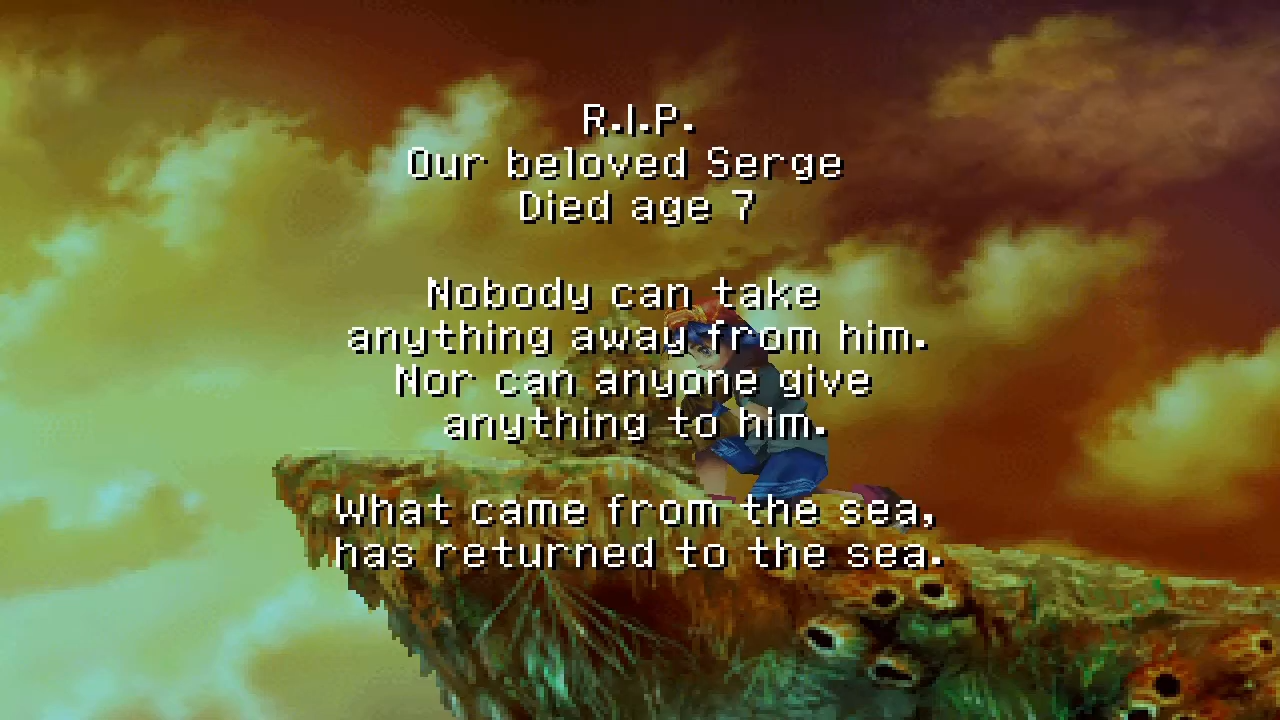 R.I.P.
Our beloved Serge
Died age 7
Nobody can take
anything away from him.
Nor can anyone give
anything to him.
What came from the sea,
has returned to the sea.